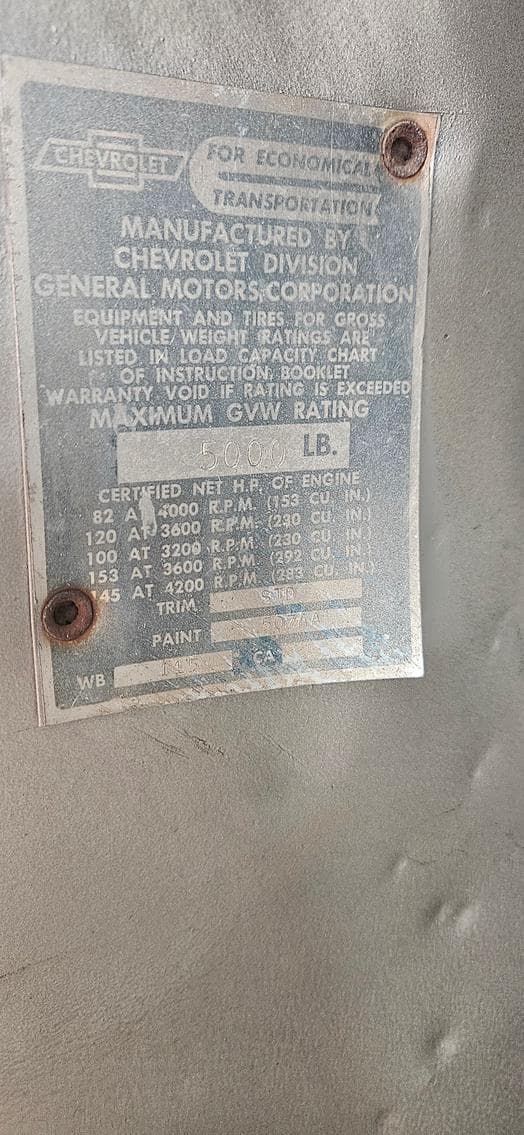 CHEVROLET
FOR ECONOMICAL
TRANSPORTATION
MANUFACTURED BY
CHEVROLET DIVISION
GENERAL MOTORS CORPORATION
EQUIPMENT AND TIRES FOR GROSS
VEHICLE WEIGHT RATINGS ARE
LISTED IN LOAD CAPACITY CHART
OF INSTRUCTION BOOKLET
WARRANTY VOID IF RATING IS EXCEEDED
MAXIMUM GVW RATING
5000 LB.
CERTIFIED NET H.P. OF ENGINE
82 AT 4000 R.P.M. (153 CU. IN.)
120 AT 3600 R.P.M. (230 CU. IN.)
100 AT 3200 R.P.M. (230 CU. IN.)
153 AT 3600 R.P.M. (292 CU. IN.)
145 AT 4200 R.P.M. (283 CU. IN.)
TRIM STD
PAINT
WB 145 CA